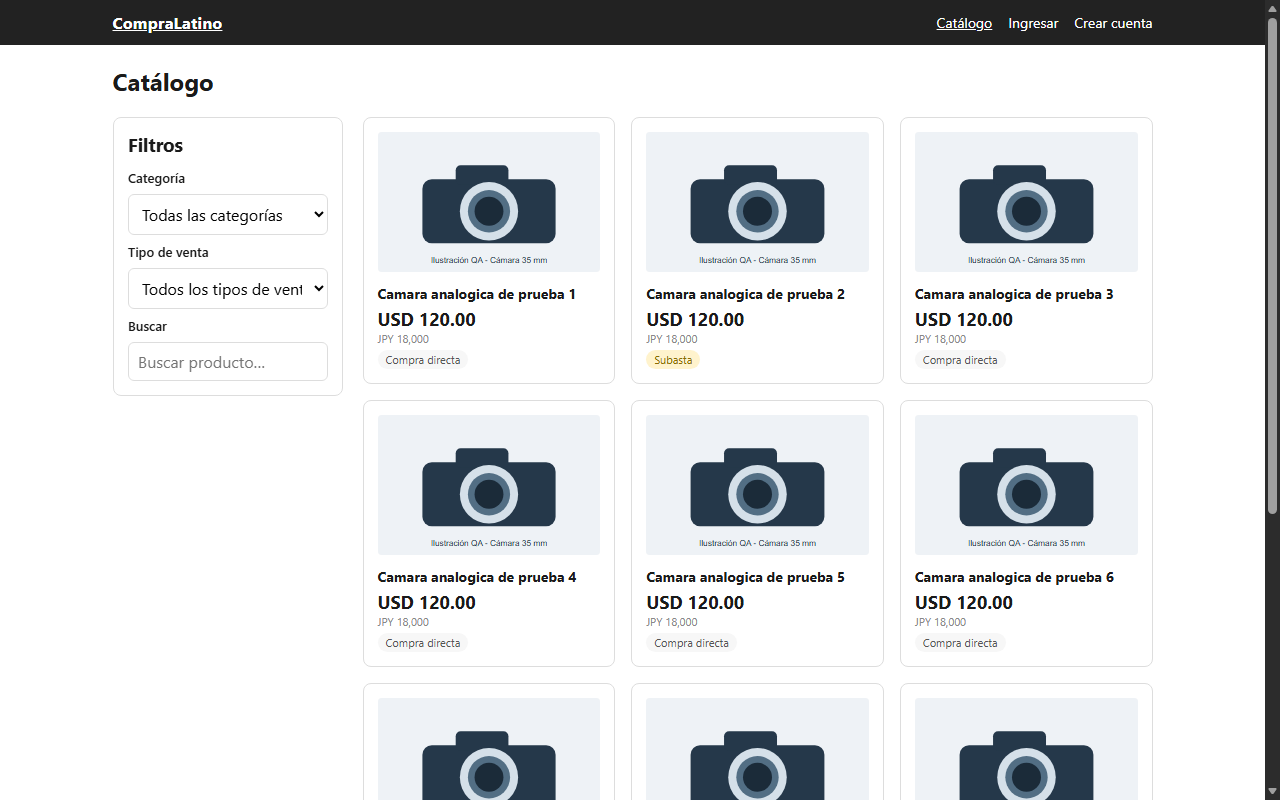 CompraLatino
Catálogo Ingresar Crear cuenta
Catálogo
Filtros
Categoría
Todas las categorías
Tipo de venta
Todos los tipos de vent
Buscar
Buscar producto...
Ilustración QA - Cámara 35 mm
Camara analogica de prueba 1
USD 120.00
JPY 18,000
Compra directa
Ilustración QA - Cámara 35 mm
Camara analogica de prueba 2
USD 120.00
JPY 18,000
Subasta
Ilustración QA - Cámara 35 mm
Camara analogica de prueba 3
USD 120.00
JPY 18,000
Compra directa
Ilustración QA - Cámara 35 mm
Camara analogica de prueba 4
USD 120.00
JPY 18,000
Compra directa
Ilustración QA - Cámara 35 mm
Camara analogica de prueba 5
USD 120.00
JPY 18,000
Compra directa
Ilustración QA - Cámara 35 mm
Camara analogica de prueba 6
USD 120.00
JPY 18,000
Compra directa